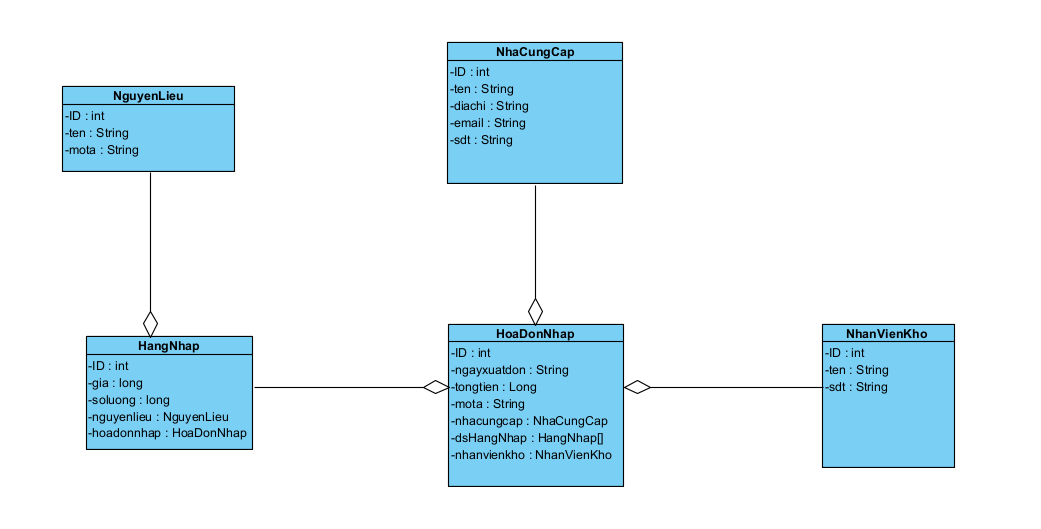 NguyenLieu
-ID : int
-ten : String
-mota : String
NhaCungCap
-ID : int
-ten : String
-diachi : String
-email : String
-sdt : String
HangNhap
-ID : int
-gia : long
-soluong : long
-nguyenlieu : NguyenLieu
-hoadonnhap : HoaDonNhap
HoaDonNhap
-ID : int
-ngayxuatdon : String
-tongtien : Long
-mota : String
-nhacungcap : NhaCungCap
-dsHangNhap : HangNhap[]
-nhanvienkho : NhanVienKho
NhanVienKho
-ID : int
-ten : String
-sdt : String